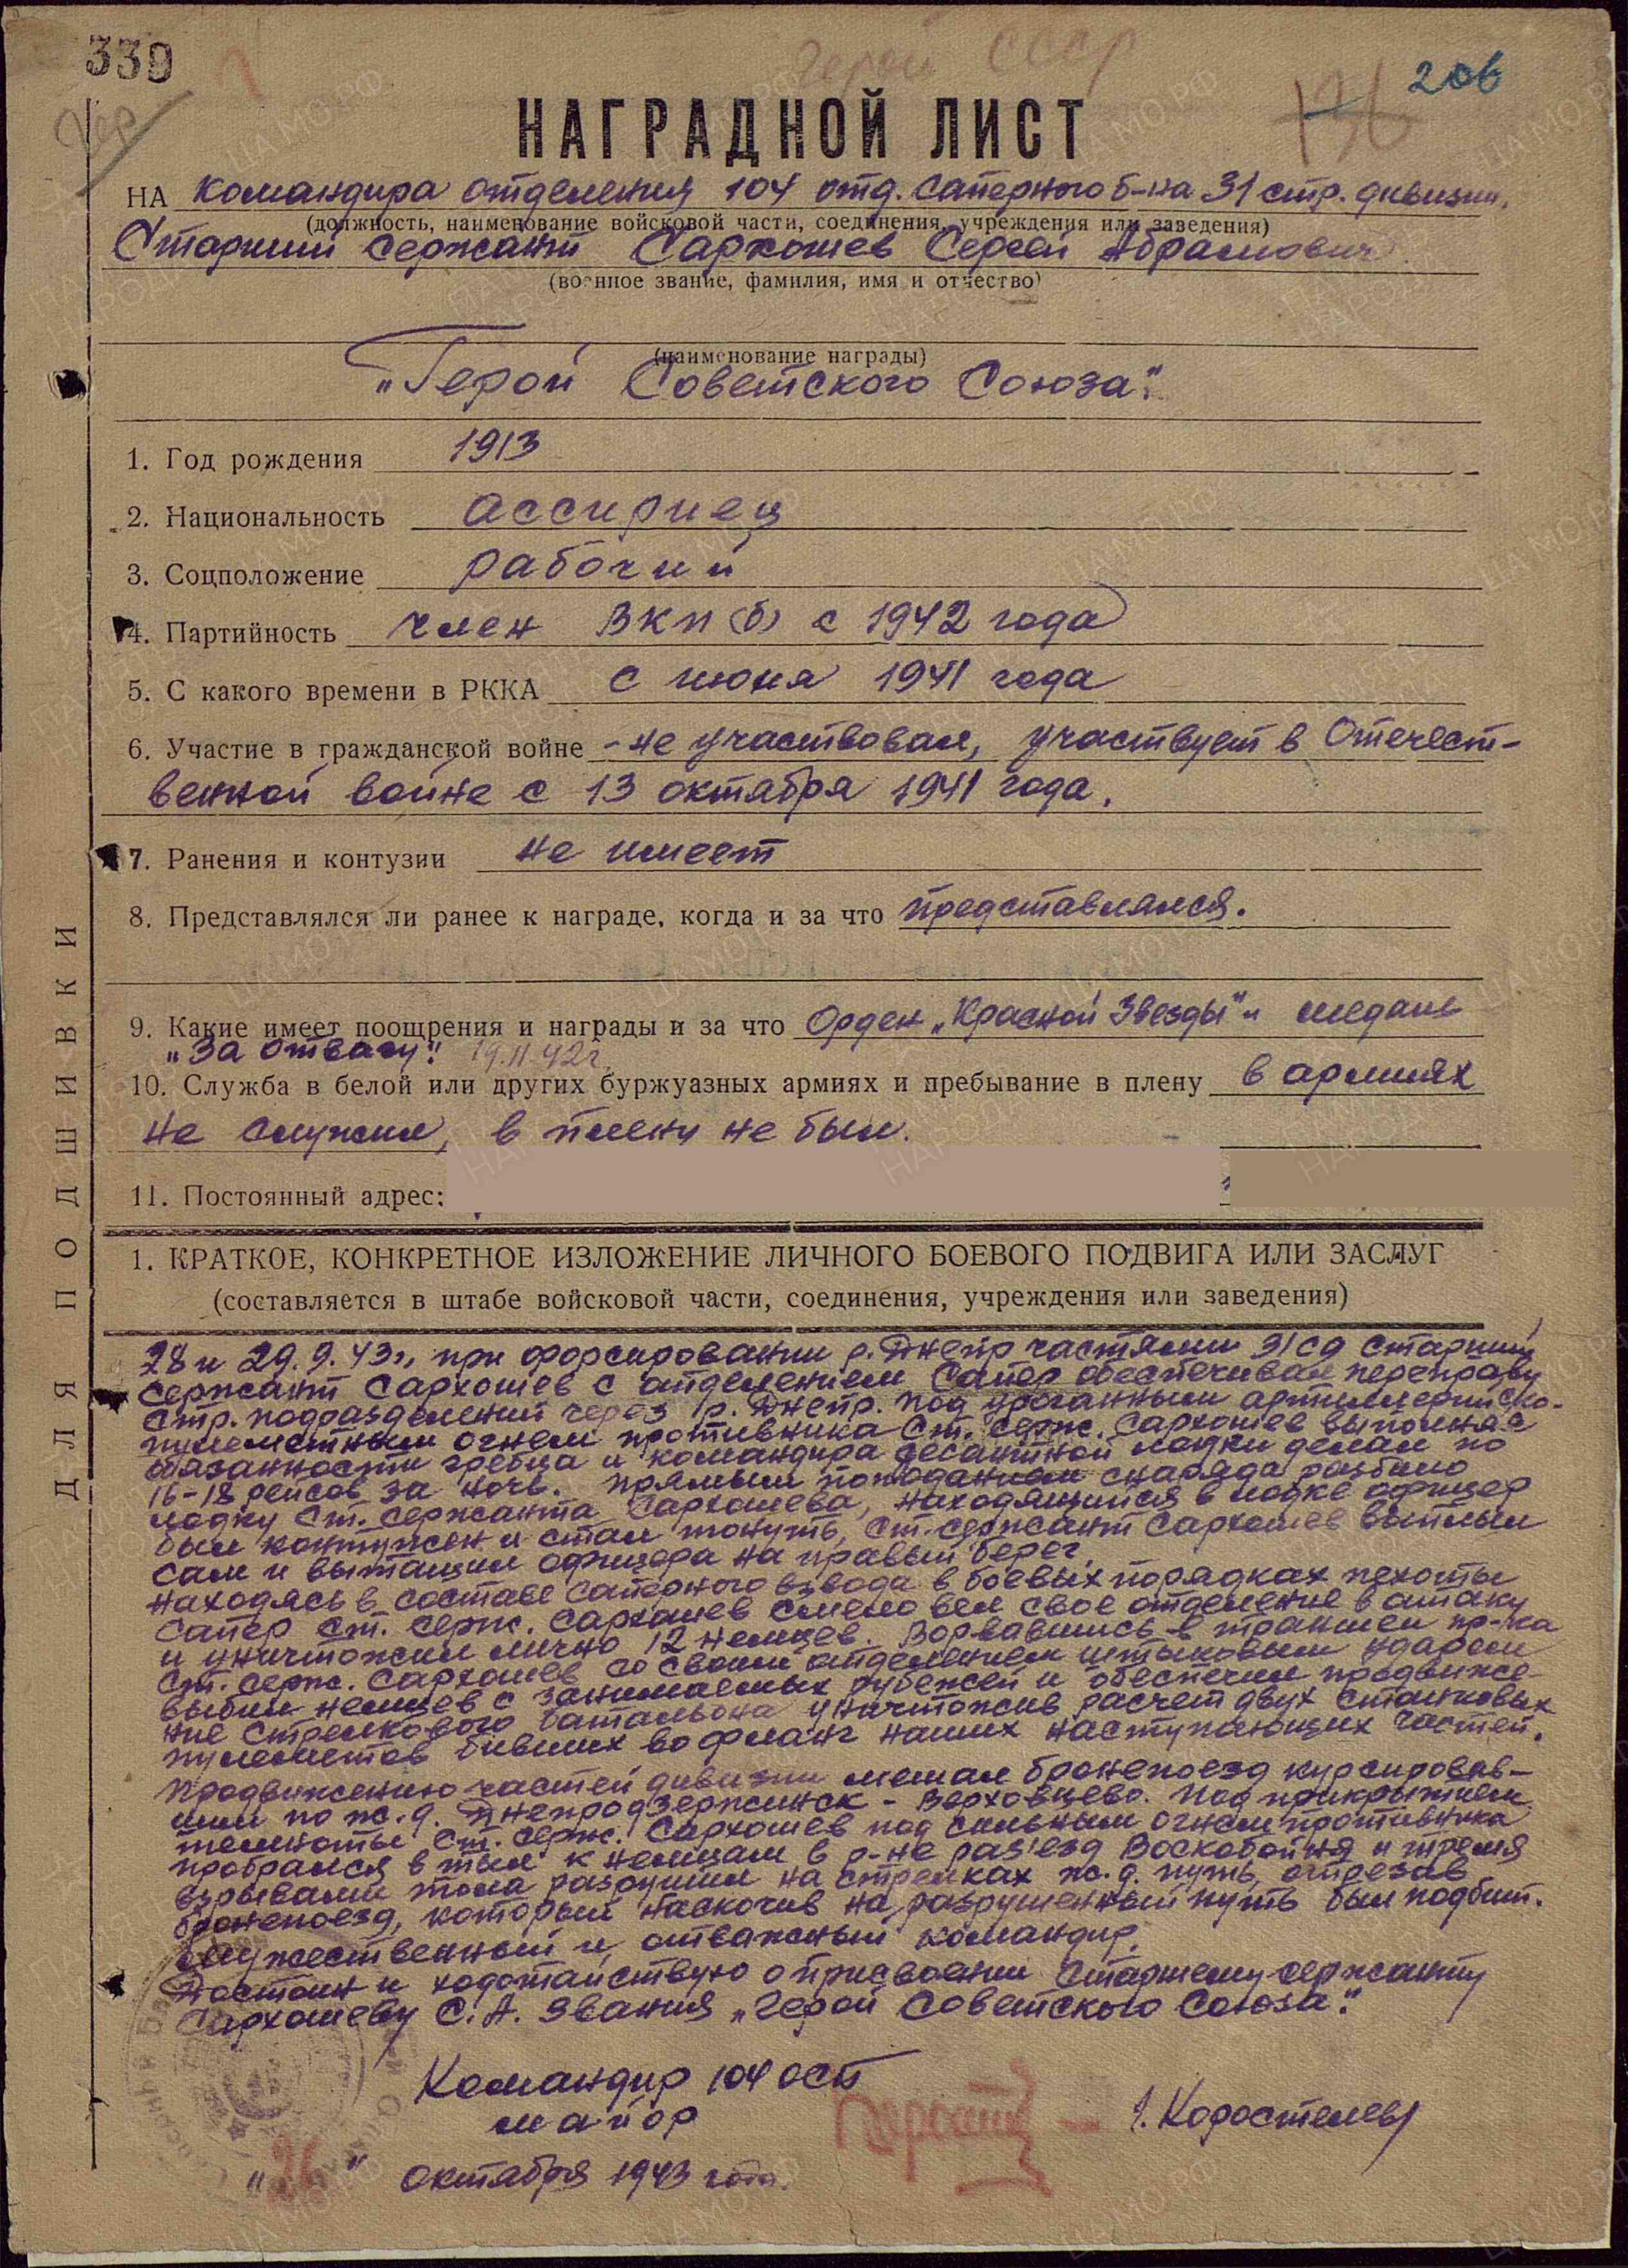 339
Герой СССР
206
136
Гер
НАГРАДНОЙ ЛИСТ
НА командира отделения 104 отд. саперного б-на 31 стр. дивизии,
(должность, наименование войсковой части, соединения, учреждения или заведения)
Старший сержант Сархошев Сергей Абрамович
(военное звание, фамилия, имя и отчество)
(наименование награды)
„Герой Советского Союза“.
1. Год рождения 1913
2. Национальность ассириец
3. Соцположение рабочий
4. Партийность член ВКП(б) с 1942 года
5. С какого времени в РККА с июня 1941 года
6. Участие в гражданской войне - не участвовал, участвует в Отечест-
венной войне с 13 октября 1941 года.
7. Ранения и контузии не имеет
8. Представлялся ли ранее к награде, когда и за что представлялся.
9. Какие имеет поощрения и награды и за что Орден „Красной Звезды“ и медаль
„За отвагу“. 19.11.42г.
10. Служба в белой или других буржуазных армиях и пребывание в плену в армиях
не служил, в плену не был.
11. Постоянный адрес:
1. КРАТКОЕ, КОНКРЕТНОЕ ИЗЛОЖЕНИЕ ЛИЧНОГО БОЕВОГО ПОДВИГА ИЛИ ЗАСЛУГ
(составляется в штабе войсковой части, соединения, учреждения или заведения)
28 и 29.9.43г. при форсировании р. Днепр частями 31 сд старший
сержант Сархошев с отделением сапер обеспечивал переправу
стр. подразделений через р. Днепр. Под ураганным артиллерийско-
пулеметным огнем противника ст. серж. Сархошев выполняя
обязанности гребца и командира десантной лодки делал по
16-18 рейсов за ночь. Прямым попаданием снаряда разбило
лодку ст. сержанта Сархошева, находящийся в лодке офицер
был контужен и стал тонуть, ст. сержант Сархошев выплыл
сам и вытащил офицера на правый берег.
Находясь в составе саперного взвода в боевых порядках пехоты
сапер ст. серж. Сархошев смело вел свое отделение в атаку
и уничтожил лично 12 немцев. Ворвавшись в траншеи пр-ка
ст. серж. Сархошев со своим отделением штыковым ударом
выбил немцев с занимаемых рубежей и обеспечил продвиже-
ние стрелкового батальона уничтожив расчет двух станковых
пулеметов бивших во фланг наших наступающих частей.
Продвижению частей дивизии мешал бронепоезд курсировав-
ший по ж.д. Днепродзержинск - Верховцево. Под прикрытием
темноты ст. серж. Сархошев под сильным огнем противника
пробрался в тыл к немцам в р-не раз'езд Воскобойня и тремя
взрывами тола разрушил на стрелках ж.д. путь, отрезав
бронепоезд, который наскочив на разрушенный путь был подбит.
Мужественный и отважный командир.
Достоин и ходатайствую о присвоении старшему сержанту
Сархошеву С.А. звания „Герой Советского Союза“.
Командир 104 осб
майор
Г. Коростелев
„26“ октября 1943 года.
ДЛЯ ПОДШИВКИ